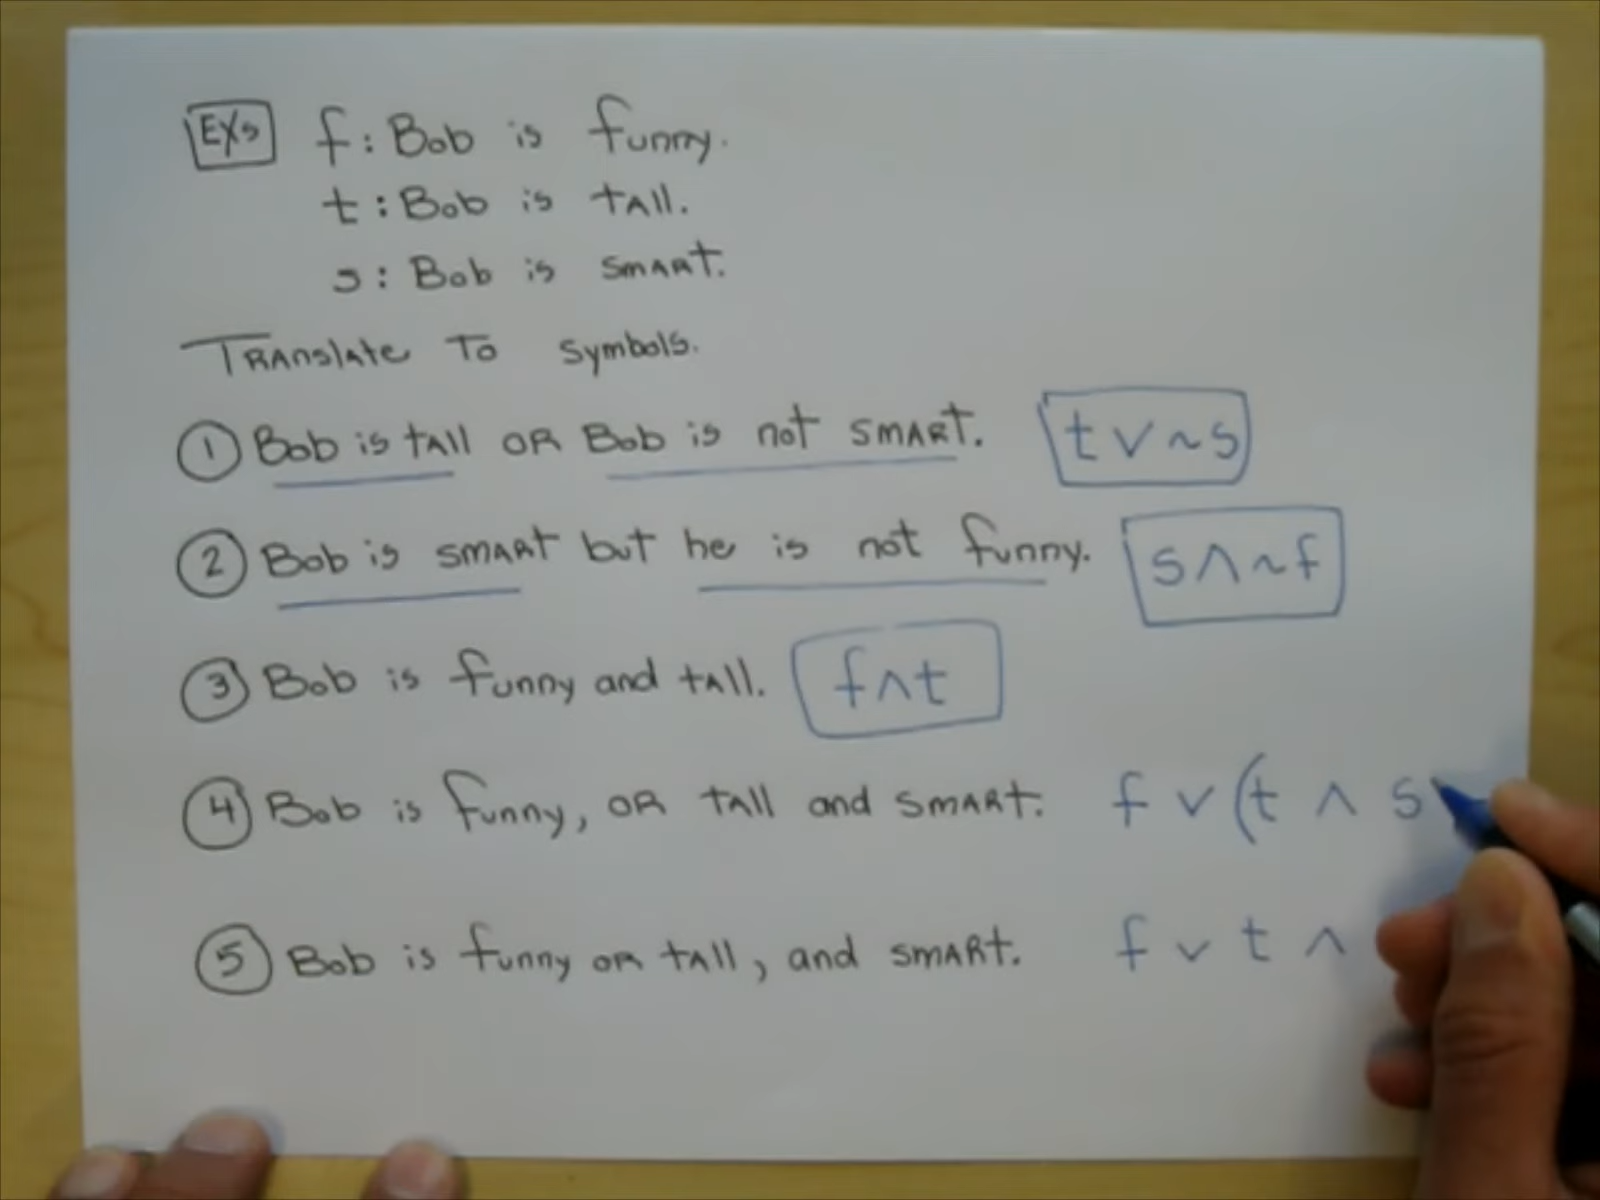 EXs f: Bob is funny.
t: Bob is tall.
s: Bob is smart.
Translate to symbols.
1 Bob is tall or Bob is not smart. t ∨ ~s
2 Bob is smart but he is not funny. s ∧ ~f
3 Bob is funny and tall. f ∧ t
4 Bob is funny, or tall and smart. f ∨ (t ∧ s
5 Bob is funny or tall, and smart. f ∨ t ∧